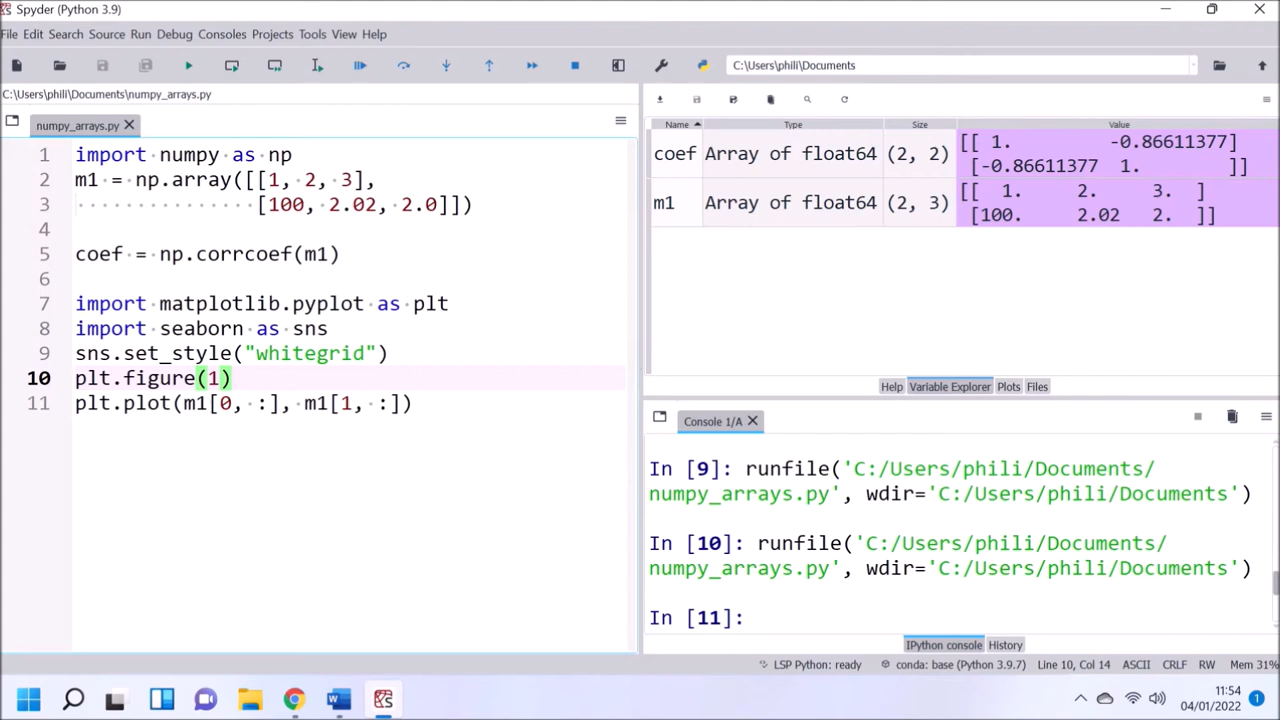 Spyder (Python 3.9)
File Edit Search Source Run Debug Consoles Projects Tools View Help
C:\Users\phili\Documents
C:\Users\phili\Documents\numpy_arrays.py
numpy_arrays.py
1 import numpy as np
2 m1 = np.array([[1, 2, 3],
3 [100, 2.02, 2.0]])
4
5 coef = np.corrcoef(m1)
6
7 import matplotlib.pyplot as plt
8 import seaborn as sns
9 sns.set_style("whitegrid")
10 plt.figure(1)
11 plt.plot(m1[0, :], m1[1, :])
Name Type Size Value
coef Array of float64 (2, 2) [[ 1. -0.86611377]
[-0.86611377 1. ]]
m1 Array of float64 (2, 3) [[ 1. 2. 3. ]
[100. 2.02 2. ]]
Help Variable Explorer Plots Files
Console 1/A
In [9]: runfile('C:/Users/phili/Documents/
numpy_arrays.py', wdir='C:/Users/phili/Documents')
In [10]: runfile('C:/Users/phili/Documents/
numpy_arrays.py', wdir='C:/Users/phili/Documents')
In [11]:
IPython console History
LSP Python: ready conda: base (Python 3.9.7) Line 10, Col 14 ASCII CRLF RW Mem 31%
11:54
04/01/2022
1